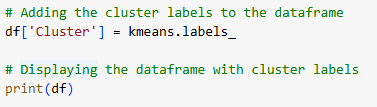 # Adding the cluster labels to the dataframe
df['Cluster'] = kmeans.labels_
# Displaying the dataframe with cluster labels
print(df)